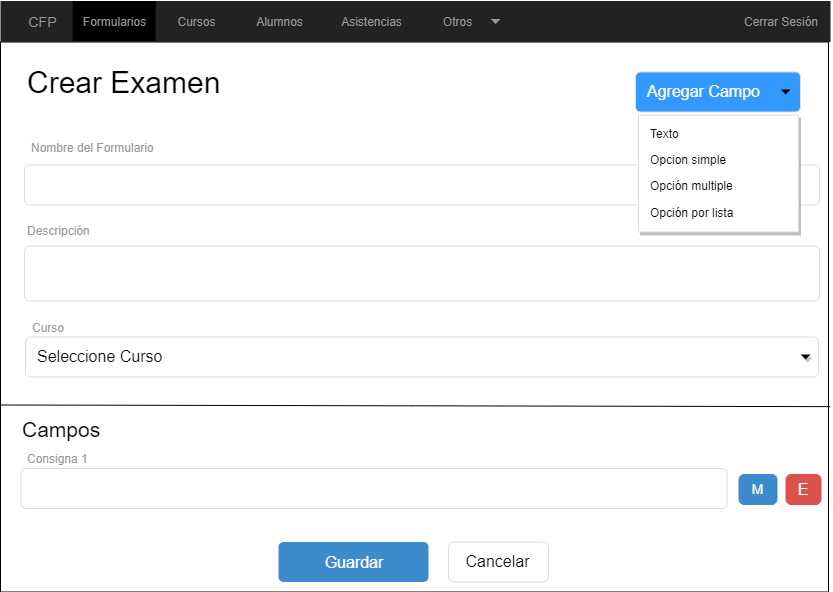 CFP Formularios Cursos Alumnos Asistencias Otros Cerrar Sesión
Crear Examen
Agregar Campo
Texto
Opcion simple
Opción multiple
Opción por lista
Nombre del Formulario
Descripción
Curso
Seleccione Curso
Campos
Consigna 1
M E
Guardar Cancelar